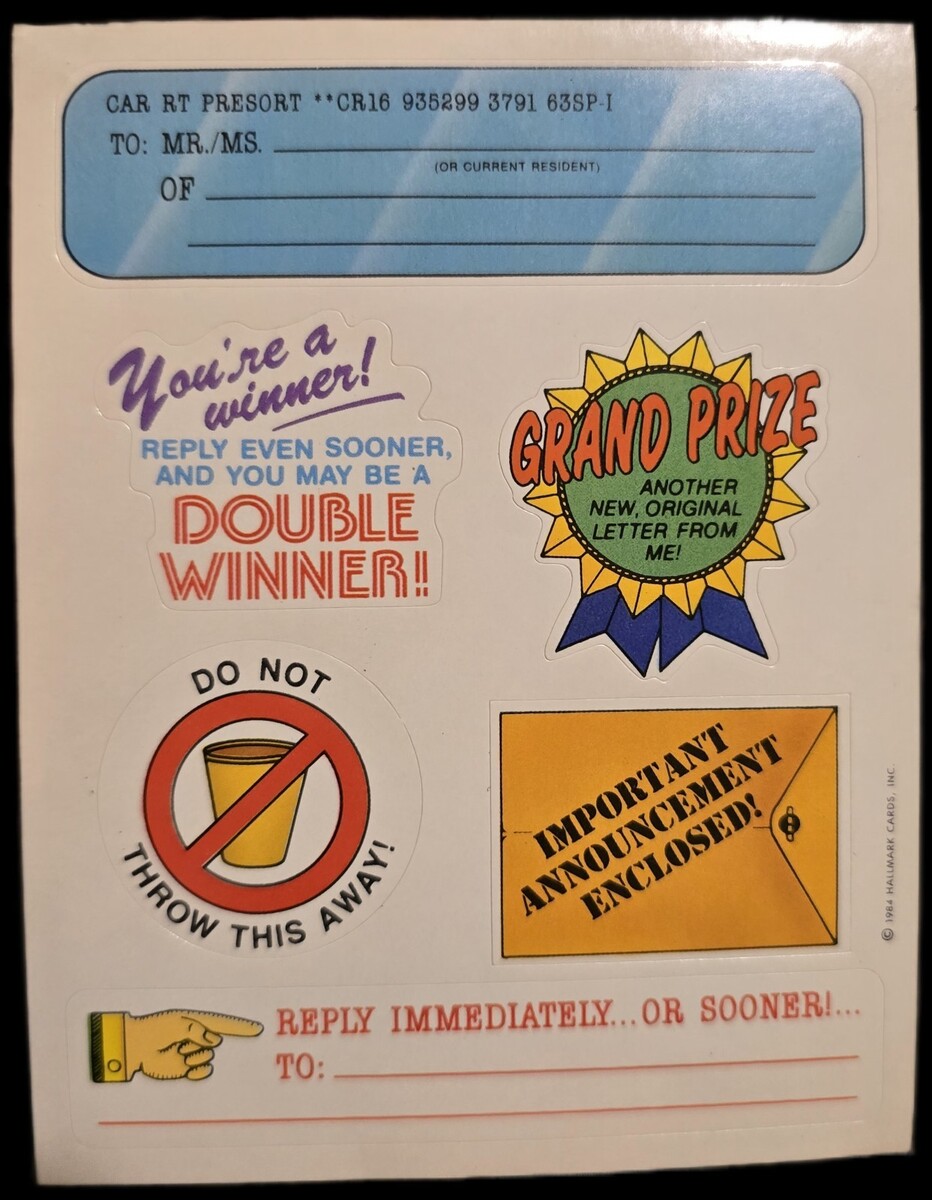 CAR RT PRESORT **CR16 935299 3791 63SP-I
TO: MR./MS.
(OR CURRENT RESIDENT)
OF
You're a
winner!
REPLY EVEN SOONER,
AND YOU MAY BE A
DOUBLE
WINNER!!
GRAND PRIZE
ANOTHER
NEW, ORIGINAL
LETTER FROM
ME!
DO NOT
THROW THIS AWAY!
IMPORTANT
ANNOUNCEMENT
ENCLOSED!
© 1984 HALLMARK CARDS, INC.
REPLY IMMEDIATELY...OR SOONER!...
TO: